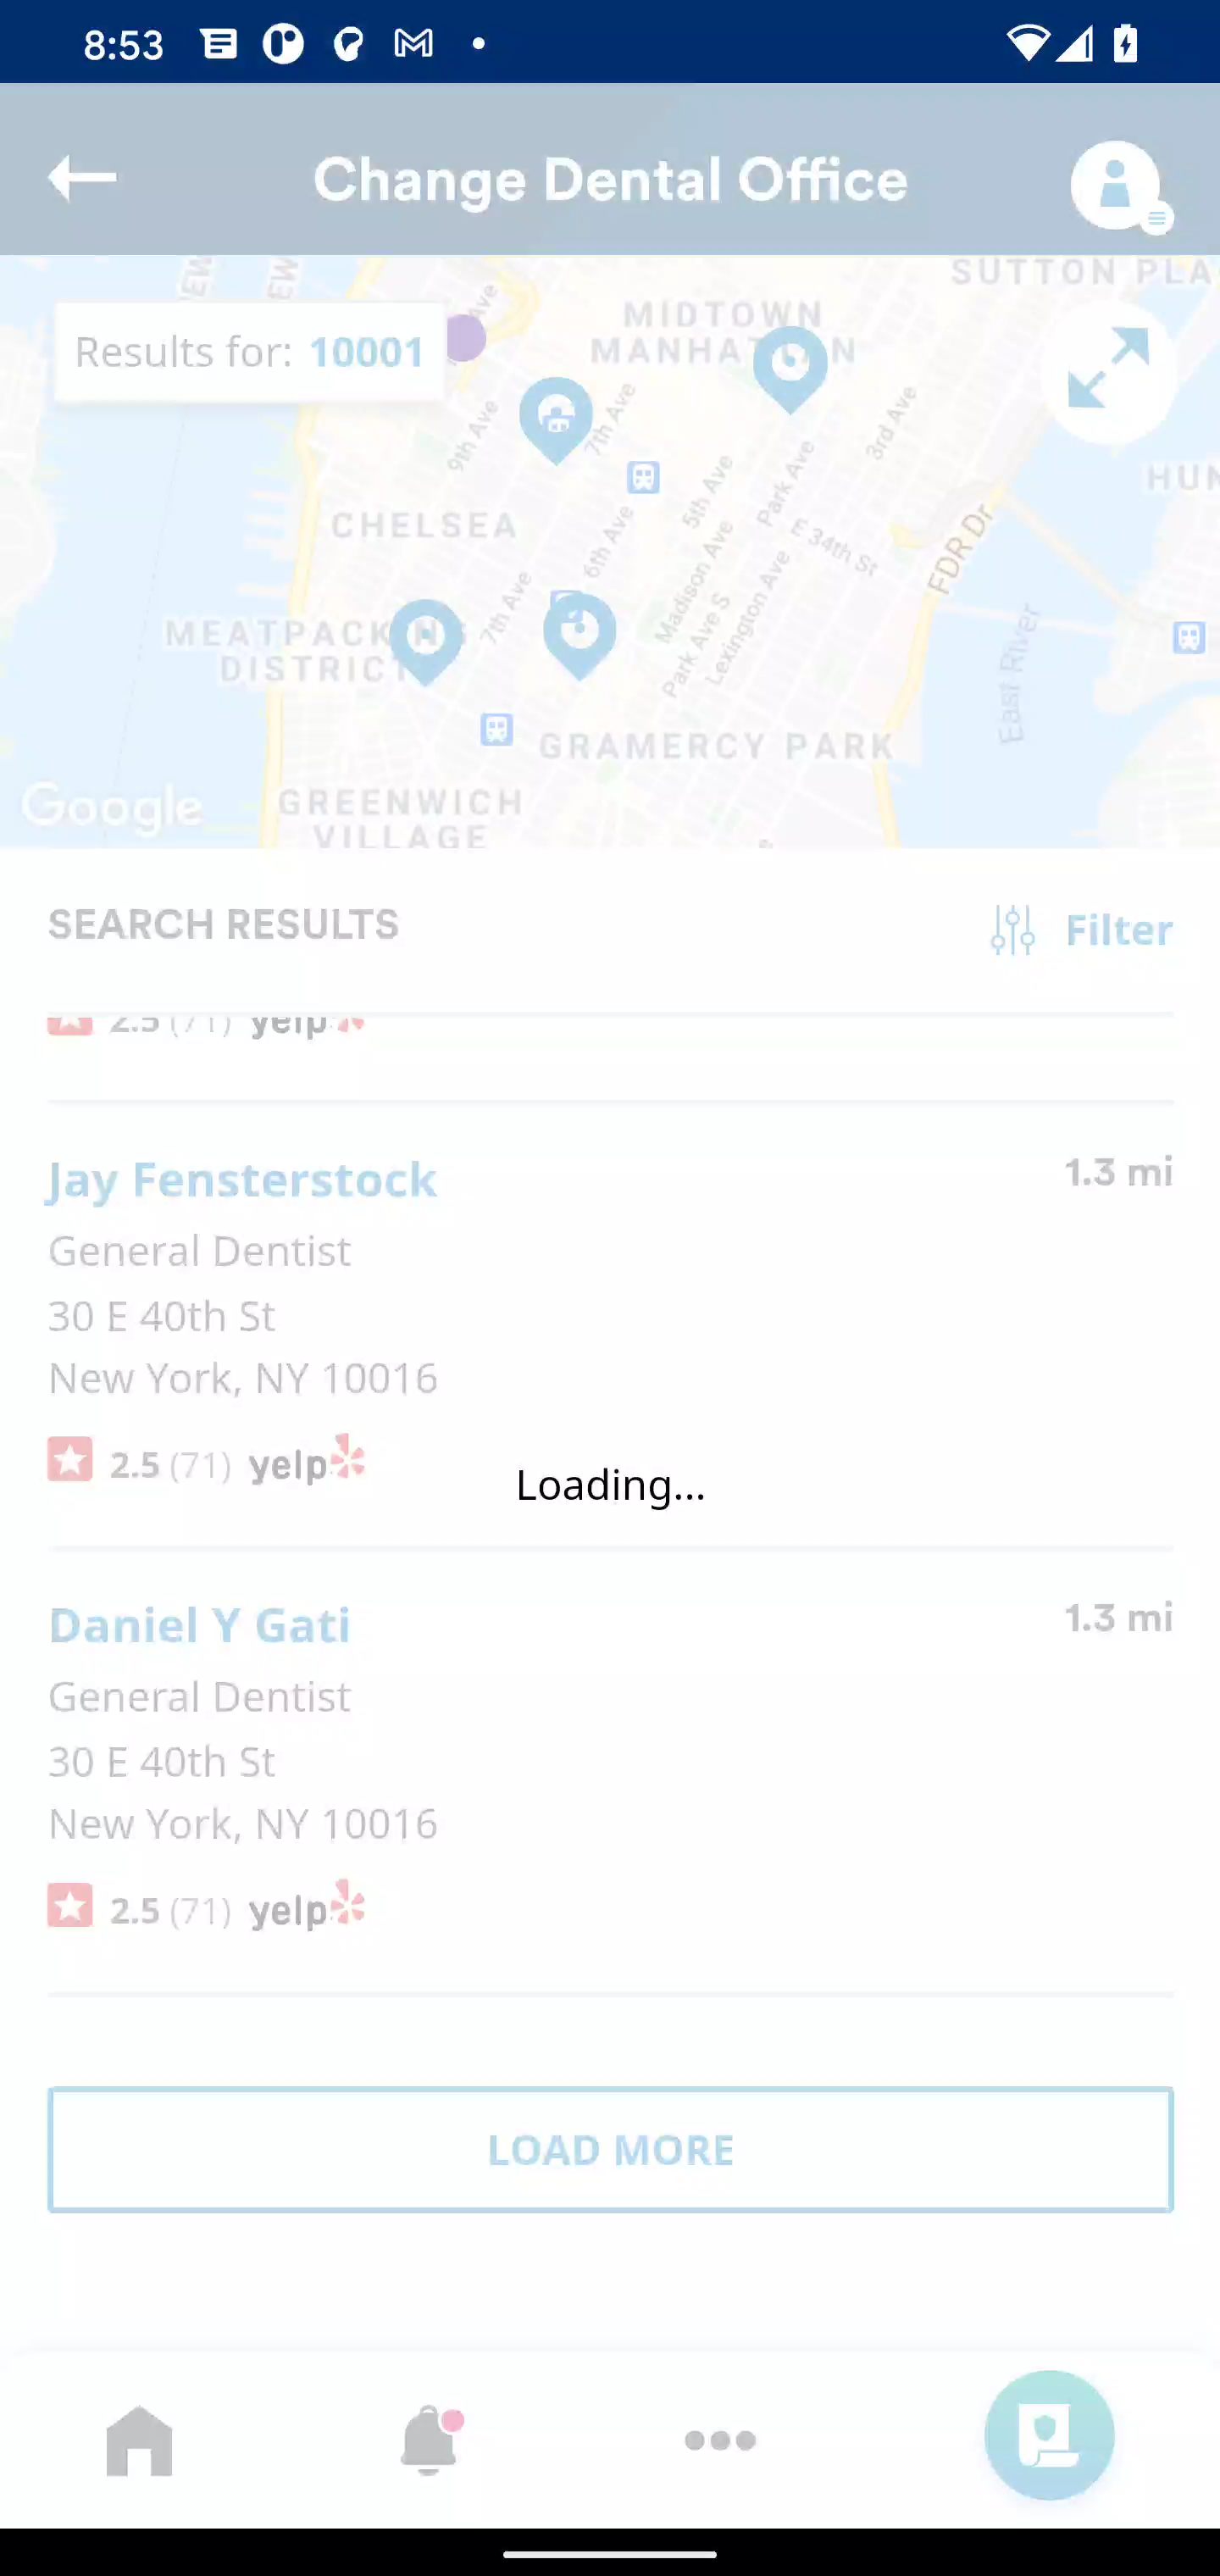 8:53
Change Dental Office
SUTTON PLA
Results for: 10001
MIDTOWN
MANHATTAN
9th Ave
7th Ave
3rd Ave
HUN
CHELSEA
5th Ave
Park Ave
6th Ave
E 34th St
FDR Dr
MEATPACKING
DISTRICT
7th Ave
Madison Ave
Park Ave S
Lexington Ave
East River
GRAMERCY PARK
Google
GREENWICH
VILLAGE
SEARCH RESULTS
Filter
2.5 (71) yelp
Jay Fensterstock
1.3 mi
General Dentist
30 E 40th St
New York, NY 10016
2.5 (71) yelp
Loading...
Daniel Y Gati
1.3 mi
General Dentist
30 E 40th St
New York, NY 10016
2.5 (71) yelp
LOAD MORE